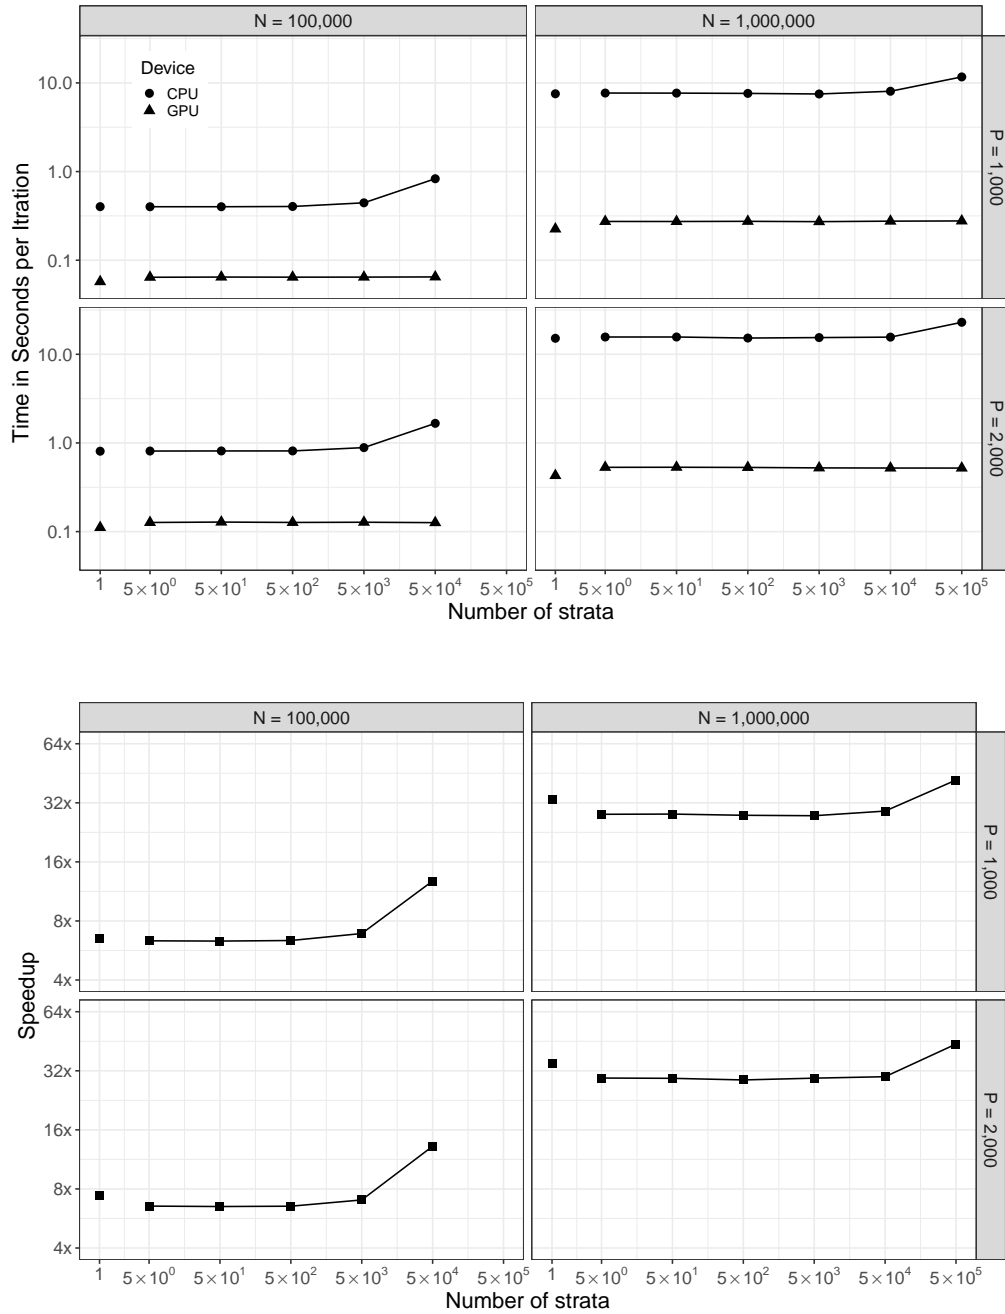 N = 100,000
N = 1,000,000
Device
CPU
GPU
10.0
1.0
0.1
P = 1,000
10.0
1.0
0.1
P = 2,000
Time in Seconds per Itration
1 5×10⁰ 5×10¹ 5×10² 5×10³ 5×10⁴ 5×10⁵ 1 5×10⁰ 5×10¹ 5×10² 5×10³ 5×10⁴ 5×10⁵
Number of strata
N = 100,000
N = 1,000,000
64x
32x
16x
8x
4x
P = 1,000
64x
32x
16x
8x
4x
P = 2,000
Speedup
1 5×10⁰ 5×10¹ 5×10² 5×10³ 5×10⁴ 5×10⁵ 1 5×10⁰ 5×10¹ 5×10² 5×10³ 5×10⁴ 5×10⁵
Number of strata